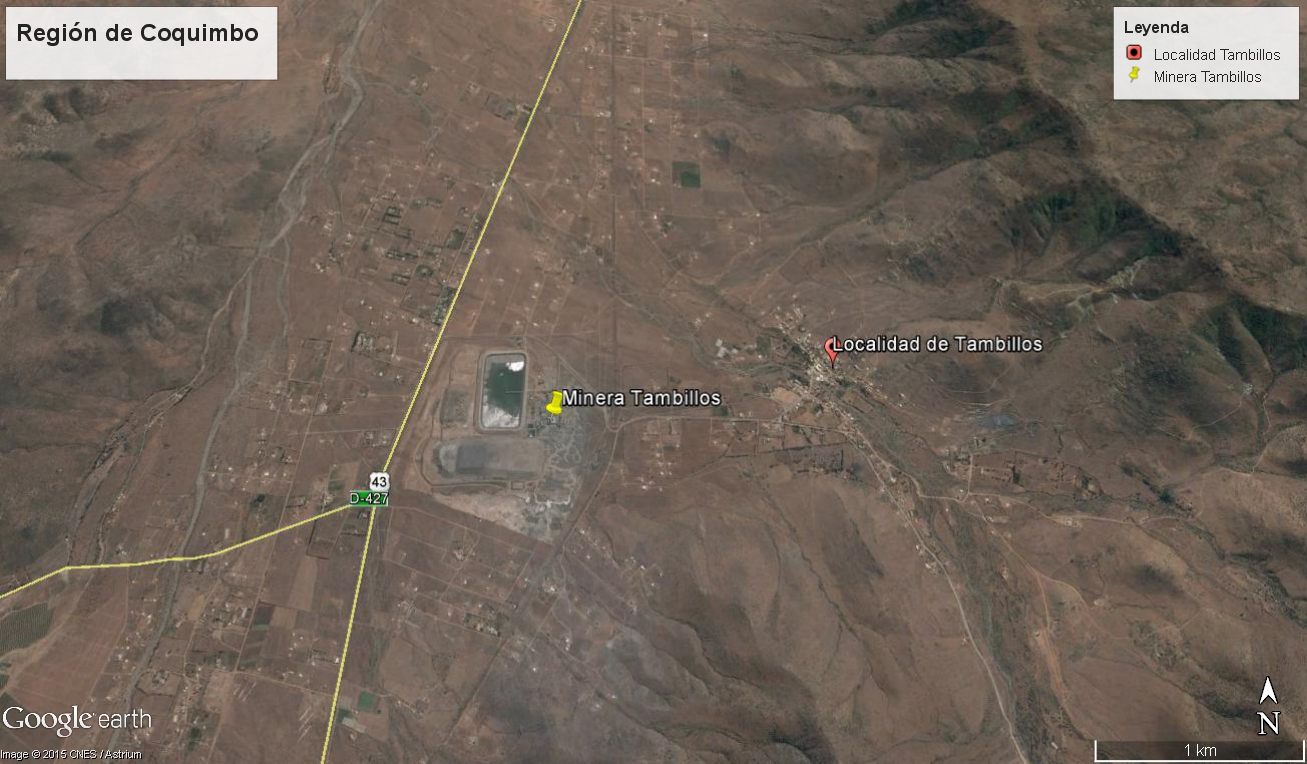 Región de Coquimbo
Leyenda
Localidad Tambillos
Minera Tambillos
Localidad de Tambillos
Minera Tambillos
43
D-427
Google earth
N
Image © 2015 CNES / Astrium
1 km